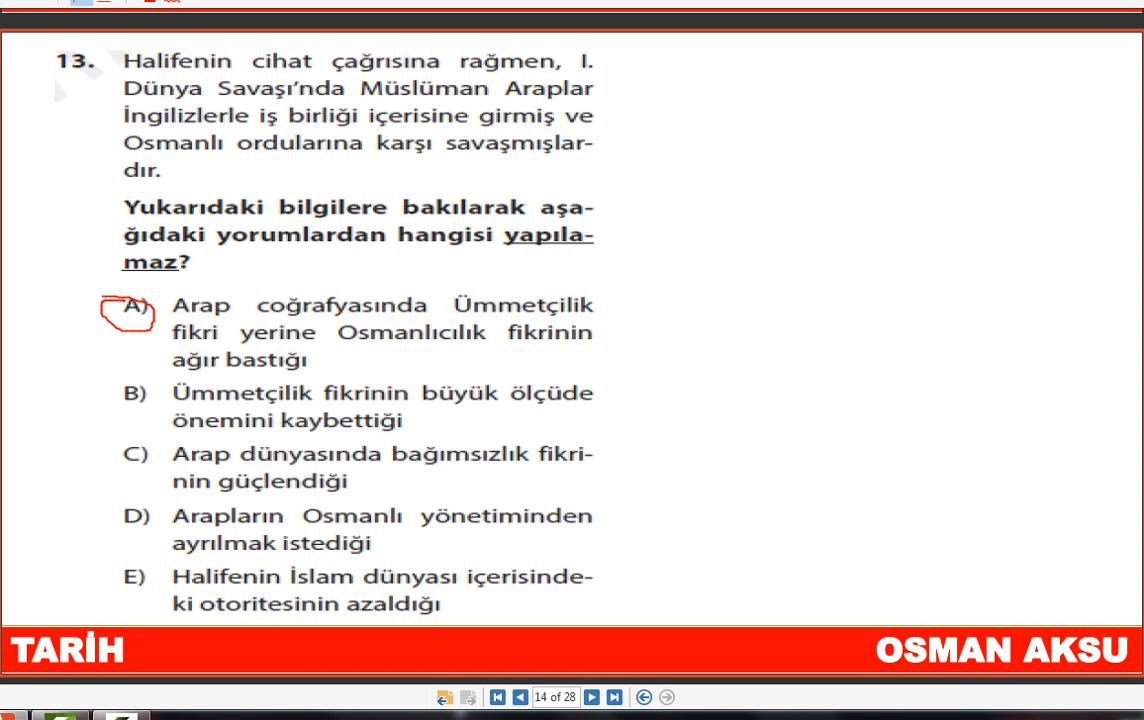 13. Halifenin cihat çağrısına rağmen, I.
Dünya Savaşı’nda Müslüman Araplar
İngilizlerle iş birliği içerisine girmiş ve
Osmanlı ordularına karşı savaşmışlar-
dır.
Yukarıdaki bilgilere bakılarak aşa-
ğıdaki yorumlardan hangisi yapıla-
maz?
A) Arap coğrafyasında Ümmetçilik
fikri yerine Osmanlıcılık fikrinin
ağır bastığı
B) Ümmetçilik fikrinin büyük ölçüde
önemini kaybettiği
C) Arap dünyasında bağımsızlık fikri-
nin güçlendiği
D) Arapların Osmanlı yönetiminden
ayrılmak istediği
E) Halifenin İslam dünyası içerisinde-
ki otoritesinin azaldığı
TARİH OSMAN AKSU
14 of 28